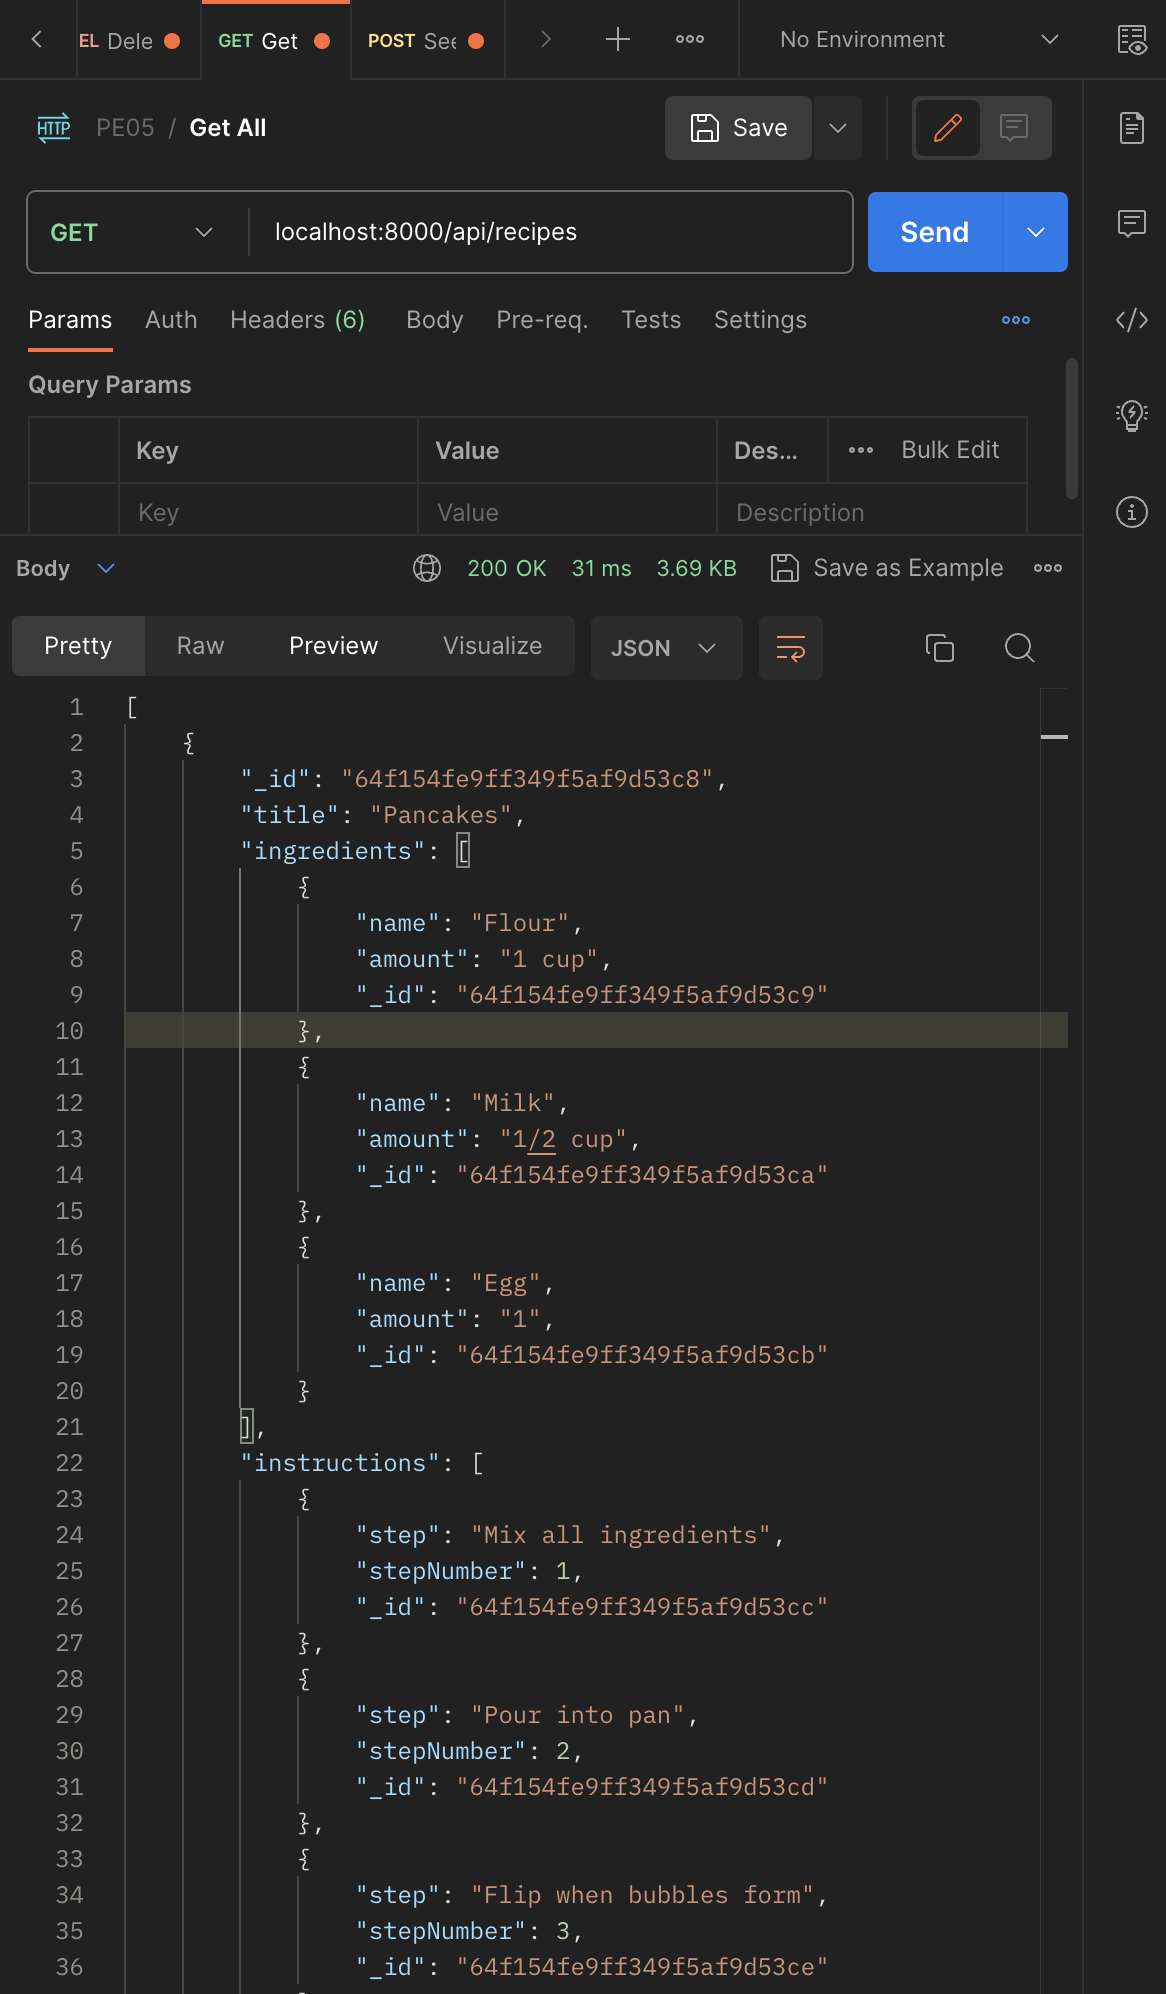 EL Dele
GET Get
POST See
No Environment
HTTP PE05 / Get All
Save
GET localhost:8000/api/recipes
Send
Params Auth Headers (6) Body Pre-req. Tests Settings
Query Params
Key Value Des... Bulk Edit
Key Value Description
Body 200 OK 31 ms 3.69 KB Save as Example
Pretty Raw Preview Visualize JSON
1 [
2 {
3 "_id": "64f154fe9ff349f5af9d53c8",
4 "title": "Pancakes",
5 "ingredients": [
6 {
7 "name": "Flour",
8 "amount": "1 cup",
9 "_id": "64f154fe9ff349f5af9d53c9"
10 },
11 {
12 "name": "Milk",
13 "amount": "1/2 cup",
14 "_id": "64f154fe9ff349f5af9d53ca"
15 },
16 {
17 "name": "Egg",
18 "amount": "1",
19 "_id": "64f154fe9ff349f5af9d53cb"
20 }
21 ],
22 "instructions": [
23 {
24 "step": "Mix all ingredients",
25 "stepNumber": 1,
26 "_id": "64f154fe9ff349f5af9d53cc"
27 },
28 {
29 "step": "Pour into pan",
30 "stepNumber": 2,
31 "_id": "64f154fe9ff349f5af9d53cd"
32 },
33 {
34 "step": "Flip when bubbles form",
35 "stepNumber": 3,
36 "_id": "64f154fe9ff349f5af9d53ce"